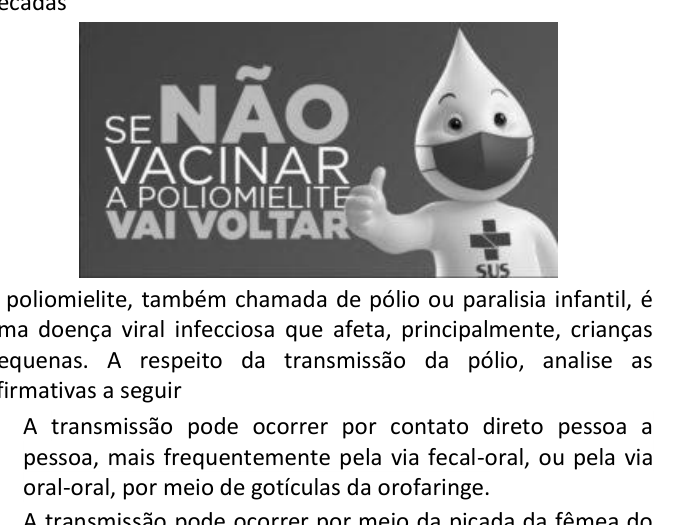 ecadas
SE NÃO
VACINAR
A POLIOMIELITE
VAI VOLTAR
SUS
poliomielite, também chamada de pólio ou paralisia infantil, é
ma doença viral infecciosa que afeta, principalmente, crianças
equenas. A respeito da transmissão da pólio, analise as
firmativas a seguir
A transmissão pode ocorrer por contato direto pessoa a
pessoa, mais frequentemente pela via fecal-oral, ou pela via
oral-oral, por meio de gotículas da orofaringe.
A transmissão pode ocorrer por meio da picada da fêmea do